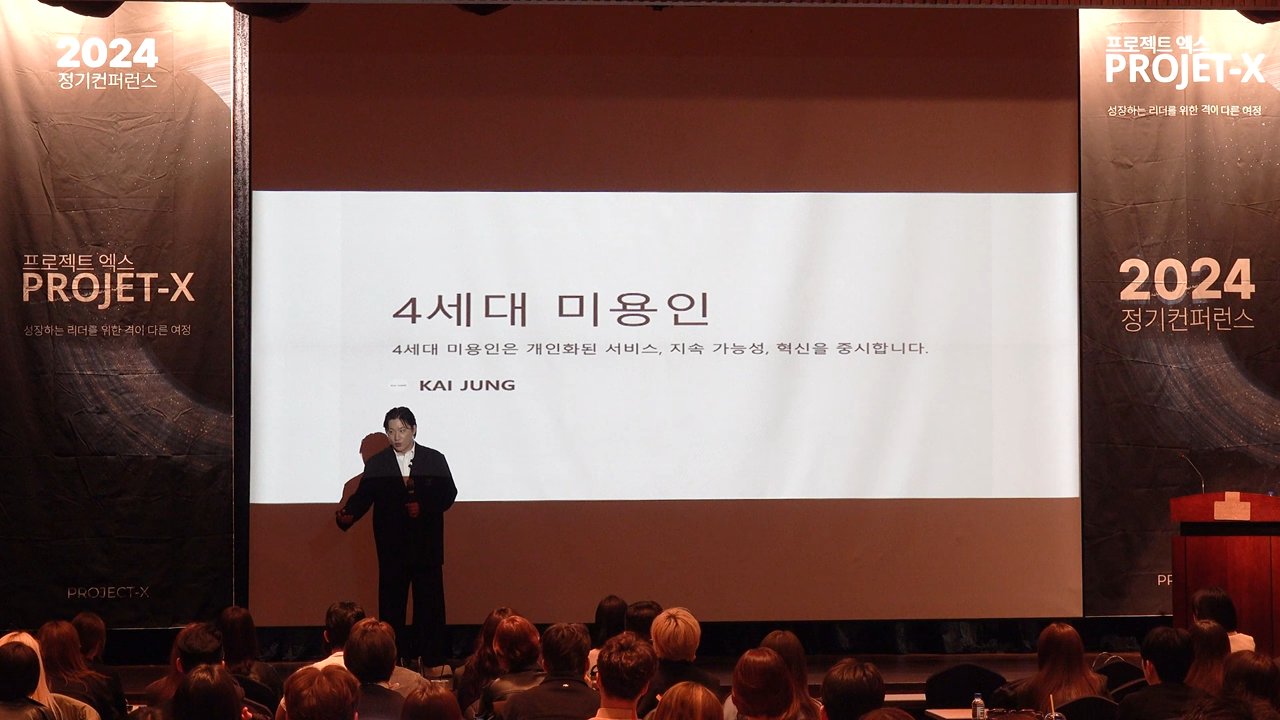 2024
정기컨퍼런스
프로젝트 엑스
PROJET-X
성장하는 리더를 위한 격이 다른 여정
PROJECT-X
4세대 미용인
4세대 미용인은 개인화된 서비스, 지속 가능성, 혁신을 중시합니다.
KAI JUNG
프로젝트 엑스
PROJET-X
성장하는 리더를 위한 격이 다른 여정
2024
정기컨퍼런스